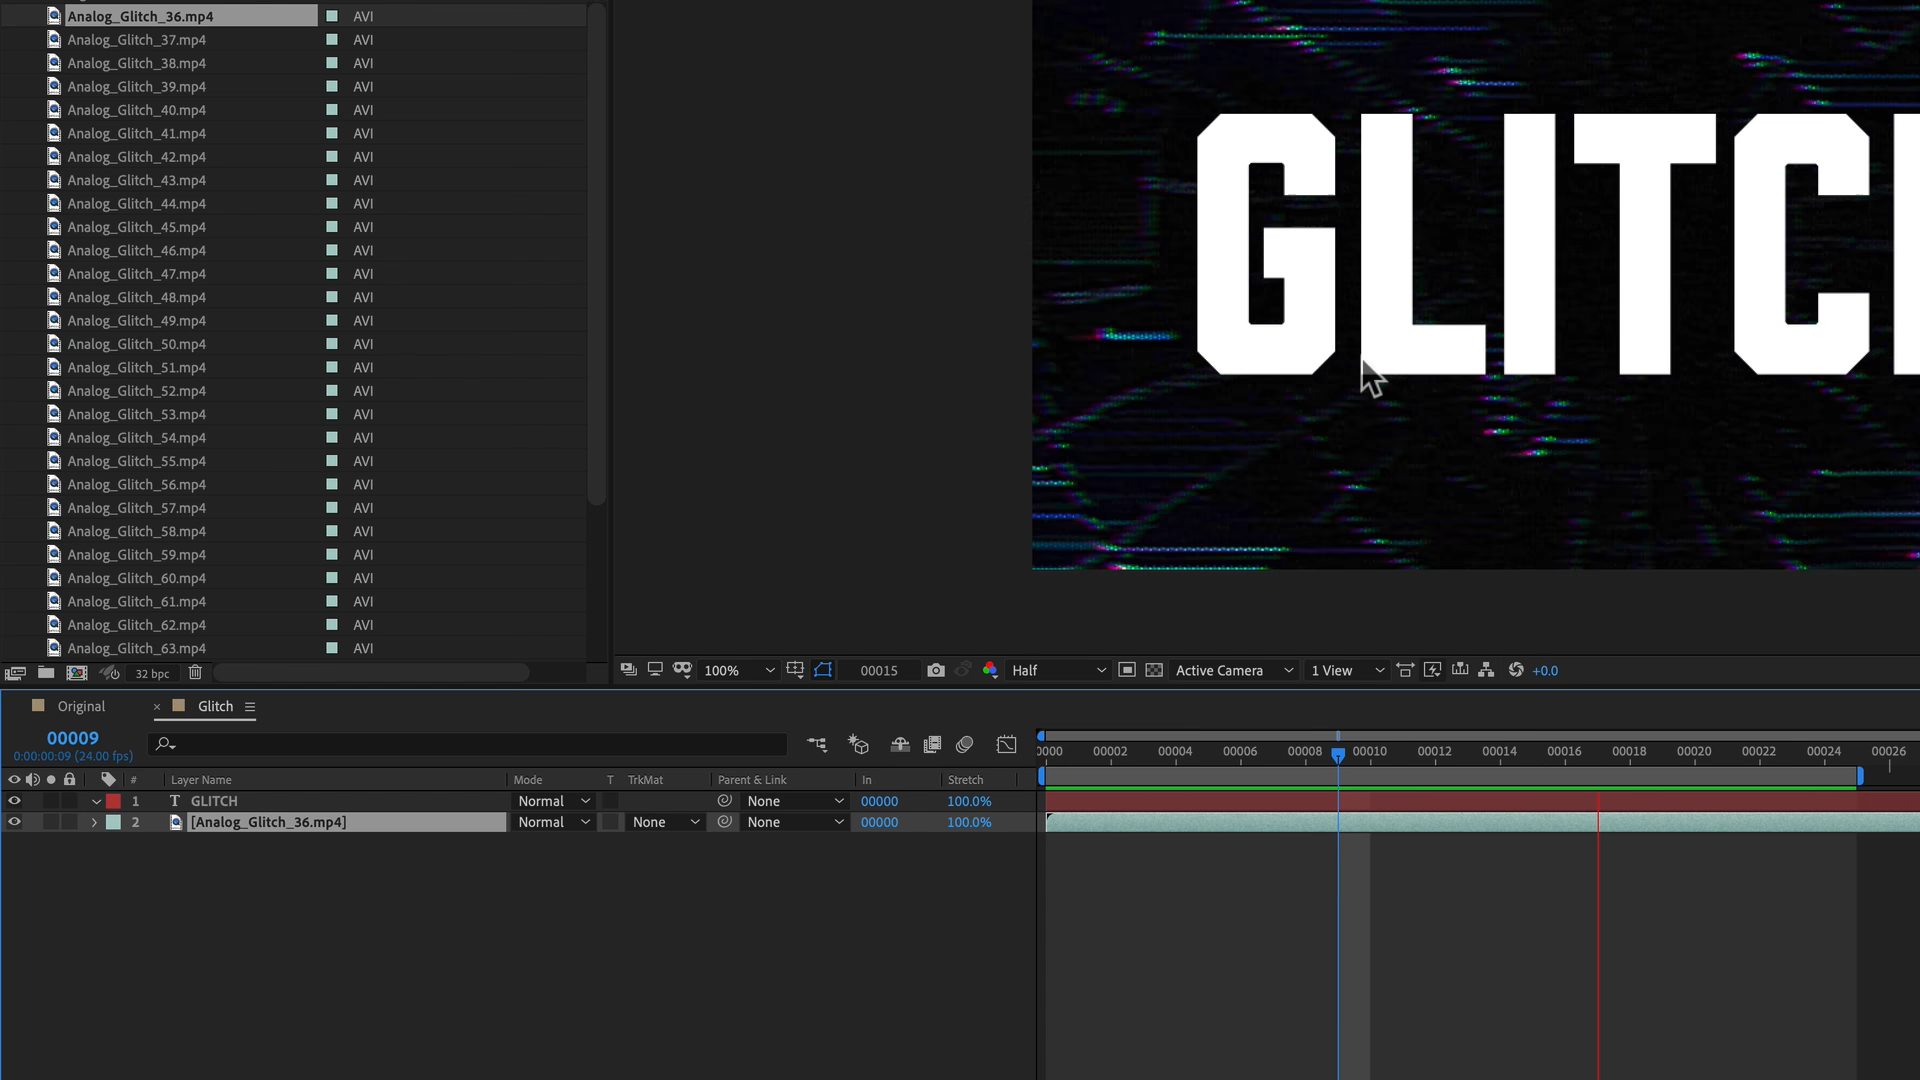 Analog_Glitch_36.mp4 AVI
Analog_Glitch_37.mp4 AVI
Analog_Glitch_38.mp4 AVI
Analog_Glitch_39.mp4 AVI
Analog_Glitch_40.mp4 AVI
Analog_Glitch_41.mp4 AVI
Analog_Glitch_42.mp4 AVI
Analog_Glitch_43.mp4 AVI
Analog_Glitch_44.mp4 AVI
Analog_Glitch_45.mp4 AVI
Analog_Glitch_46.mp4 AVI
Analog_Glitch_47.mp4 AVI
Analog_Glitch_48.mp4 AVI
Analog_Glitch_49.mp4 AVI
Analog_Glitch_50.mp4 AVI
Analog_Glitch_51.mp4 AVI
Analog_Glitch_52.mp4 AVI
Analog_Glitch_53.mp4 AVI
Analog_Glitch_54.mp4 AVI
Analog_Glitch_55.mp4 AVI
Analog_Glitch_56.mp4 AVI
Analog_Glitch_57.mp4 AVI
Analog_Glitch_58.mp4 AVI
Analog_Glitch_59.mp4 AVI
Analog_Glitch_60.mp4 AVI
Analog_Glitch_61.mp4 AVI
Analog_Glitch_62.mp4 AVI
Analog_Glitch_63.mp4 AVI
32 bpc
GLITC
100% 00015 Half Active Camera 1 View +0.0
Original × Glitch
00009
0:00:00:09 (24.00 fps)
0000 00002 00004 00006 00008 00010 00012 00014 00016 00018 00020 00022 00024 00026
# Layer Name Mode T TrkMat Parent & Link In Stretch
1 T GLITCH Normal None 00000 100.0%
2 [Analog_Glitch_36.mp4] Normal None None 00000 100.0%